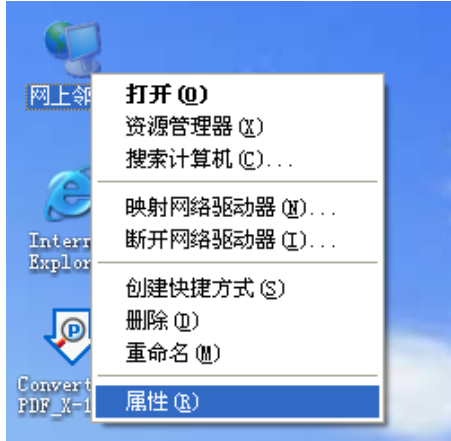 网上邻
打开(O)
资源管理器(X)
搜索计算机(C)...
映射网络驱动器(N)...
断开网络驱动器(I)...
创建快捷方式(S)
删除(D)
重命名(M)
属性(R)
Intern
Explor
P
Convert
PDF_X-1